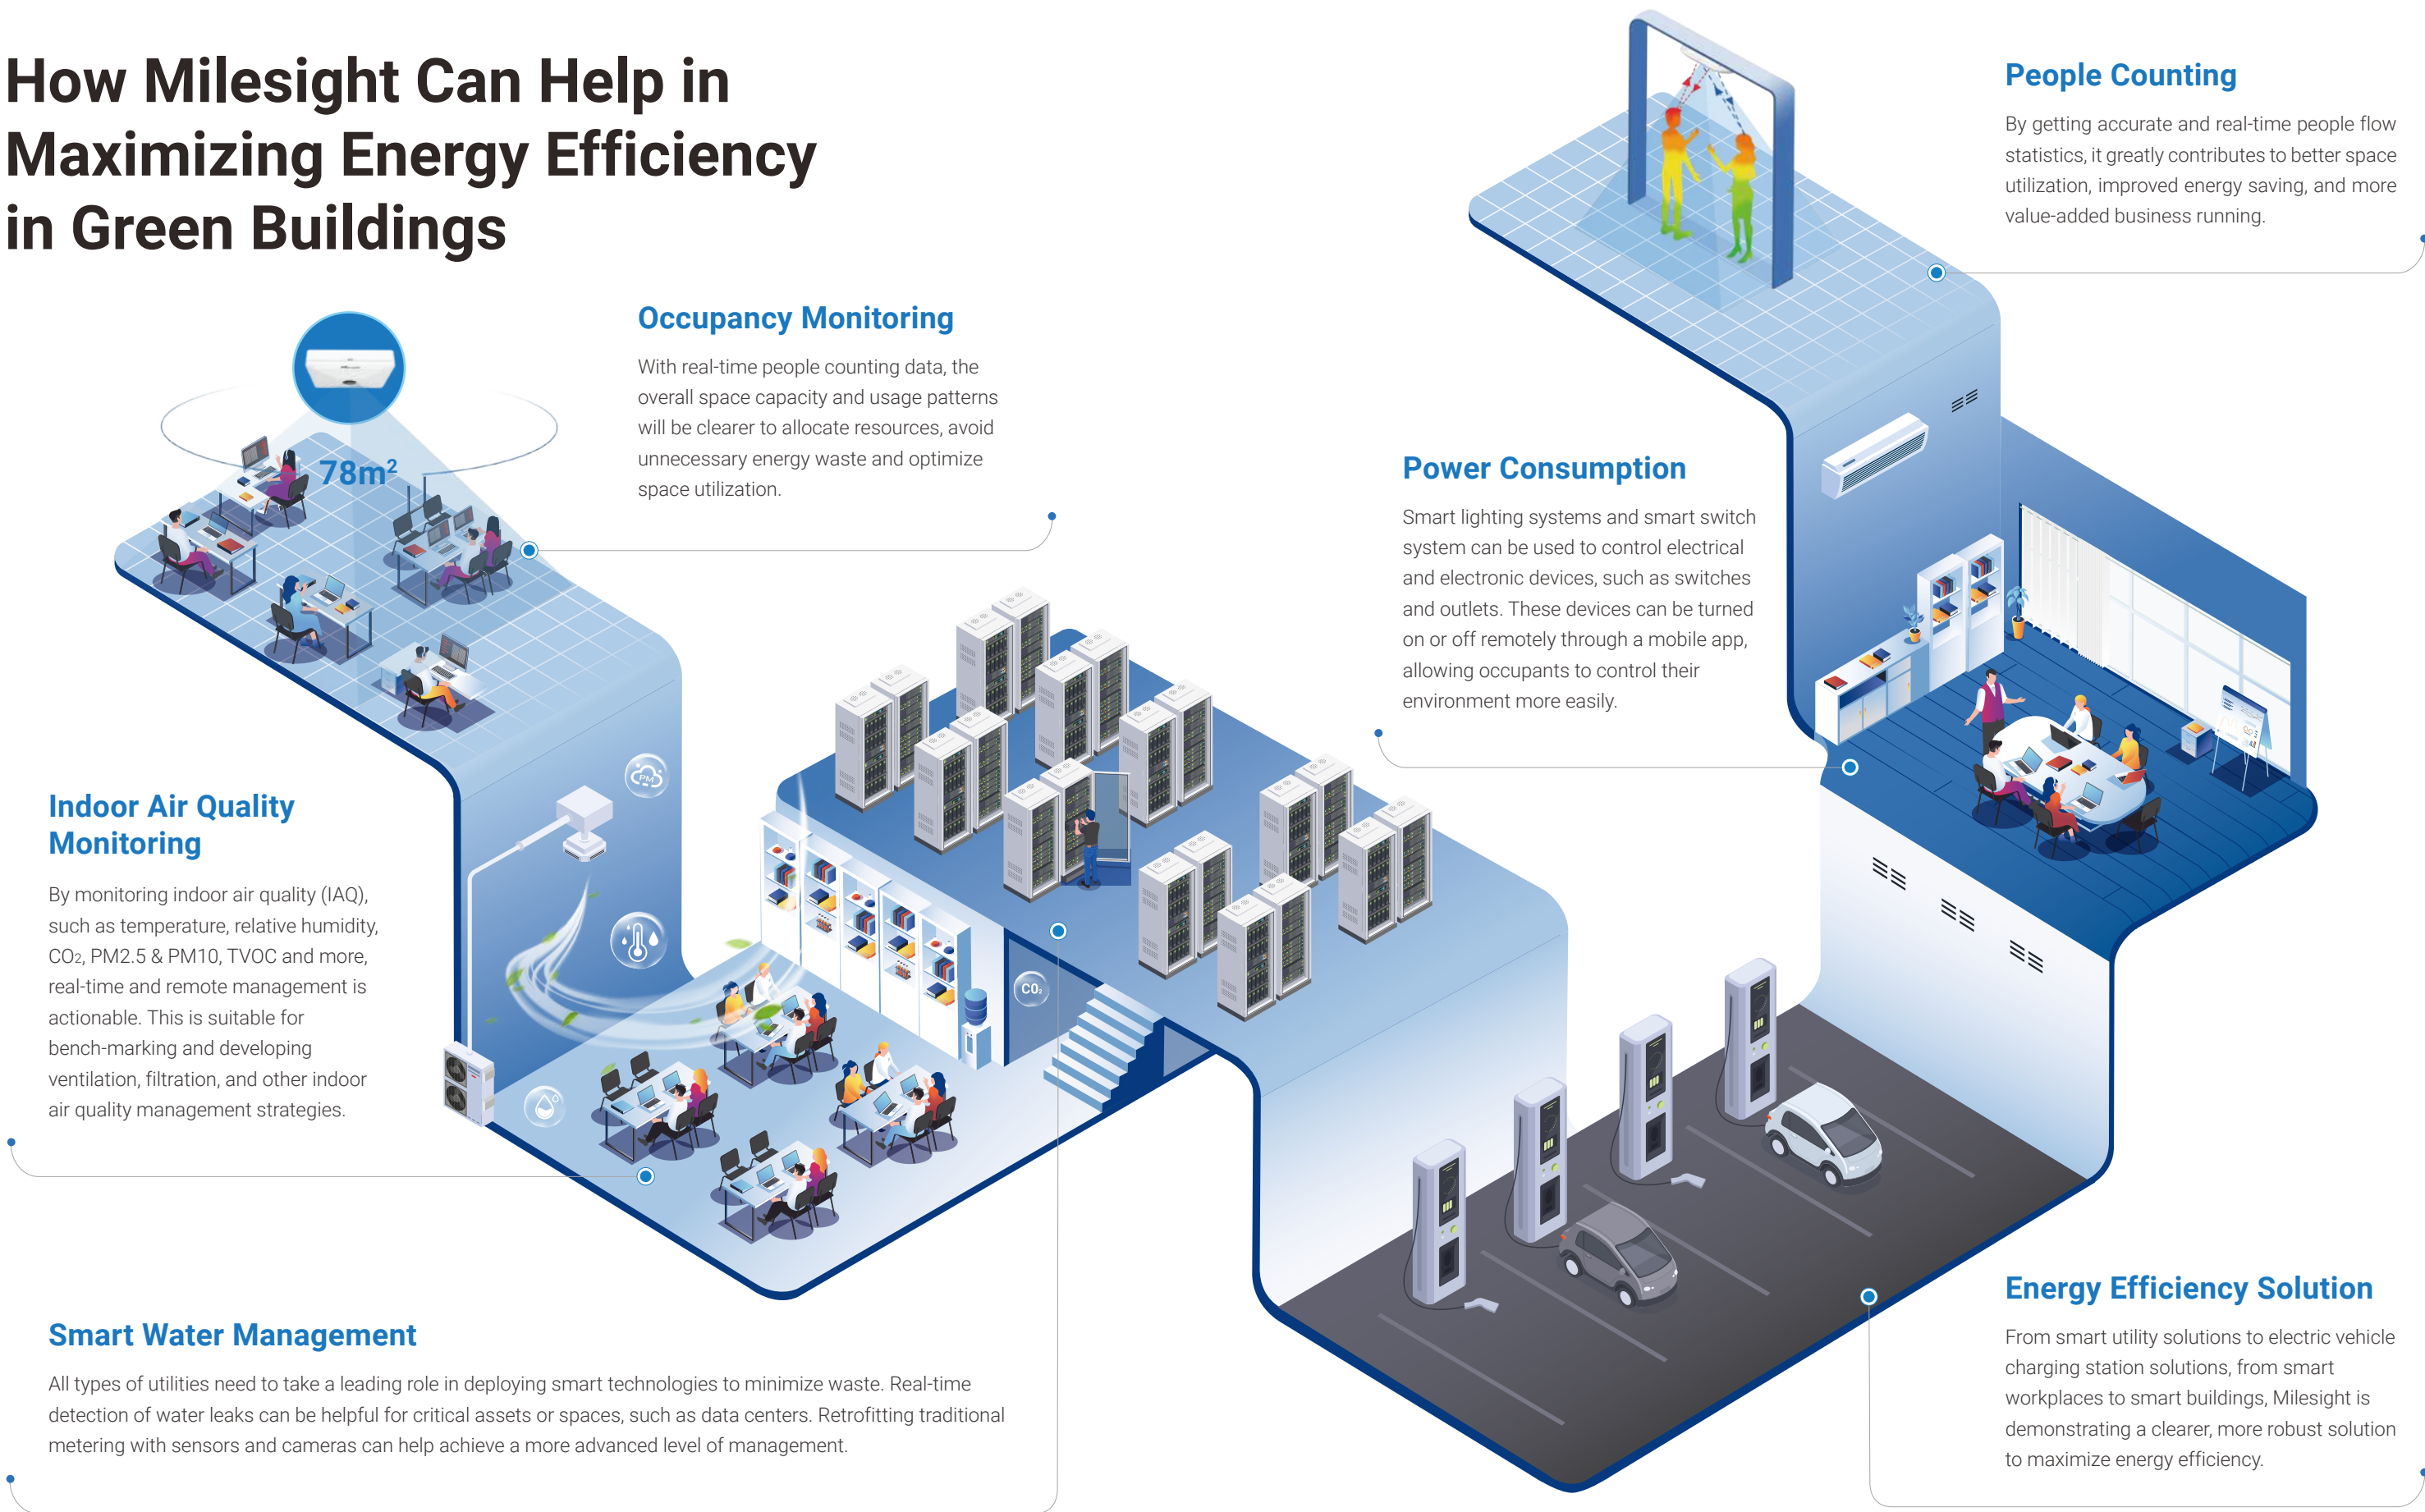 How Milesight Can Help in
Maximizing Energy Efficiency
in Green Buildings
People Counting
By getting accurate and real-time people flow
statistics, it greatly contributes to better space
utilization, improved energy saving, and more
value-added business running.
Occupancy Monitoring
With real-time people counting data, the
overall space capacity and usage patterns
will be clearer to allocate resources, avoid
unnecessary energy waste and optimize
space utilization.
78m²
Power Consumption
Smart lighting systems and smart switch
system can be used to control electrical
and electronic devices, such as switches
and outlets. These devices can be turned
on or off remotely through a mobile app,
allowing occupants to control their
environment more easily.
PM
Indoor Air Quality
Monitoring
By monitoring indoor air quality (IAQ),
such as temperature, relative humidity,
CO₂, PM2.5 & PM10, TVOC and more,
real-time and remote management is
actionable. This is suitable for
bench-marking and developing
ventilation, filtration, and other indoor
air quality management strategies.
CO₂
Smart Water Management
All types of utilities need to take a leading role in deploying smart technologies to minimize waste. Real-time
detection of water leaks can be helpful for critical assets or spaces, such as data centers. Retrofitting traditional
metering with sensors and cameras can help achieve a more advanced level of management.
Energy Efficiency Solution
From smart utility solutions to electric vehicle
charging station solutions, from smart
workplaces to smart buildings, Milesight is
demonstrating a clearer, more robust solution
to maximize energy efficiency.